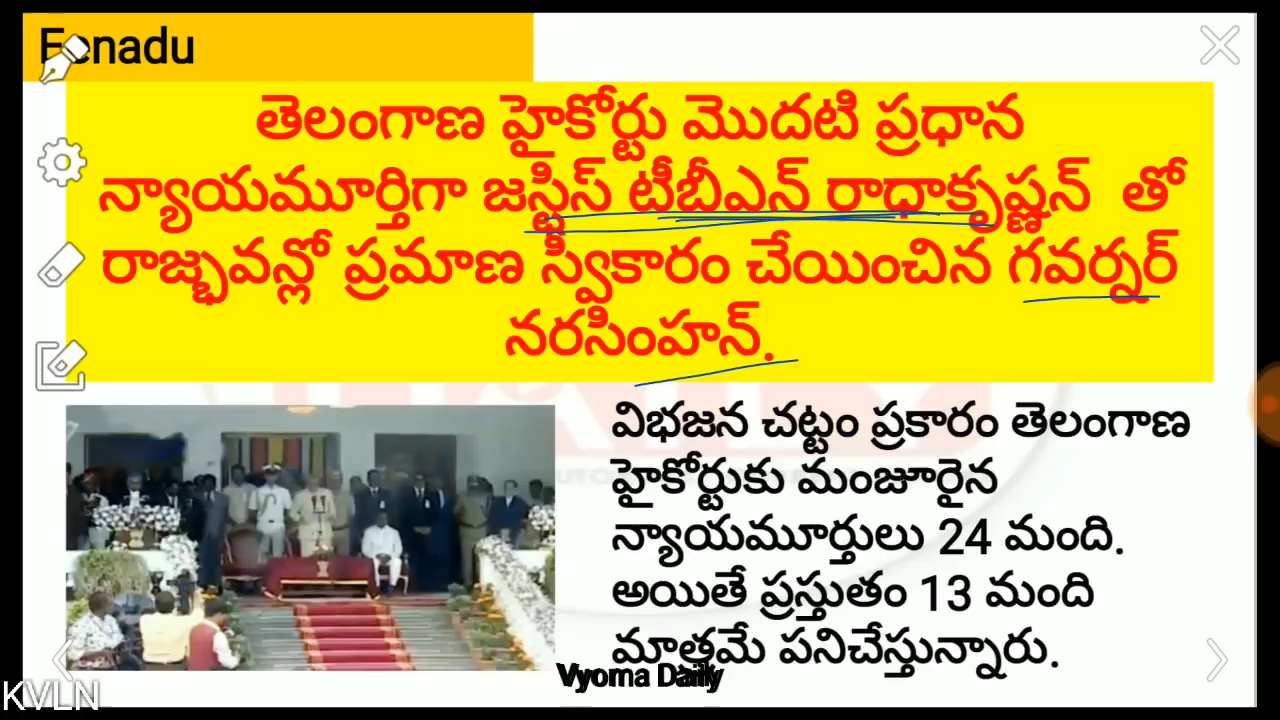 Eenadu
తెలంగాణ హైకోర్టు మొదటి ప్రధాన
న్యాయమూర్తిగా జస్టిస్ టీబీఎన్ రాధాకృష్ణన్ తో
రాజ్భవన్లో ప్రమాణ స్వీకారం చేయించిన గవర్నర్
నరసింహన్.
విభజన చట్టం ప్రకారం తెలంగాణ
హైకోర్టుకు మంజూరైన
న్యాయమూర్తులు 24 మంది.
అయితే ప్రస్తుతం 13 మంది
మాత్రమే పనిచేస్తున్నారు.
Vyoma Daily
KVLN